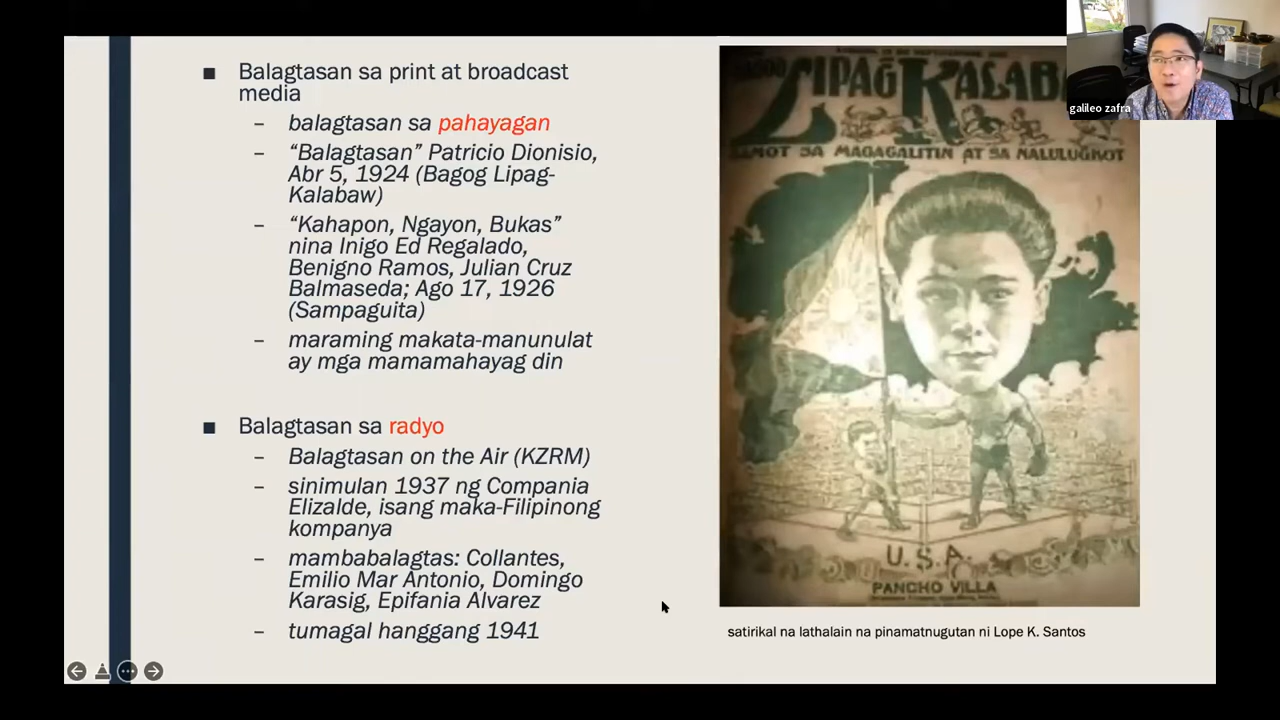 Balagtasan sa print at broadcast
media
– balagtasan sa pahayagan
– “Balagtasan” Patricio Dionisio,
Abr 5, 1924 (Bagog Lipag-
Kalabaw)
– “Kahapon, Ngayon, Bukas”
nina Inigo Ed Regalado,
Benigno Ramos, Julian Cruz
Balmaseda; Ago 17, 1926
(Sampaguita)
– maraming makata-manunulat
ay mga mamamahayag din
Balagtasan sa radyo
– Balagtasan on the Air (KZRM)
– sinimulan 1937 ng Compania
Elizalde, isang maka-Filipinong
kompanya
– mambabalagtas: Collantes,
Emilio Mar Antonio, Domingo
Karasig, Epifania Alvarez
– tumagal hanggang 1941
LIPAG KALABA
SA MAGAGALITIN AT SA NALULUGKOT
U.S.A.
PANCHO VILLA
satirikal na lathalain na pinamatnugutan ni Lope K. Santos
galileo zafra